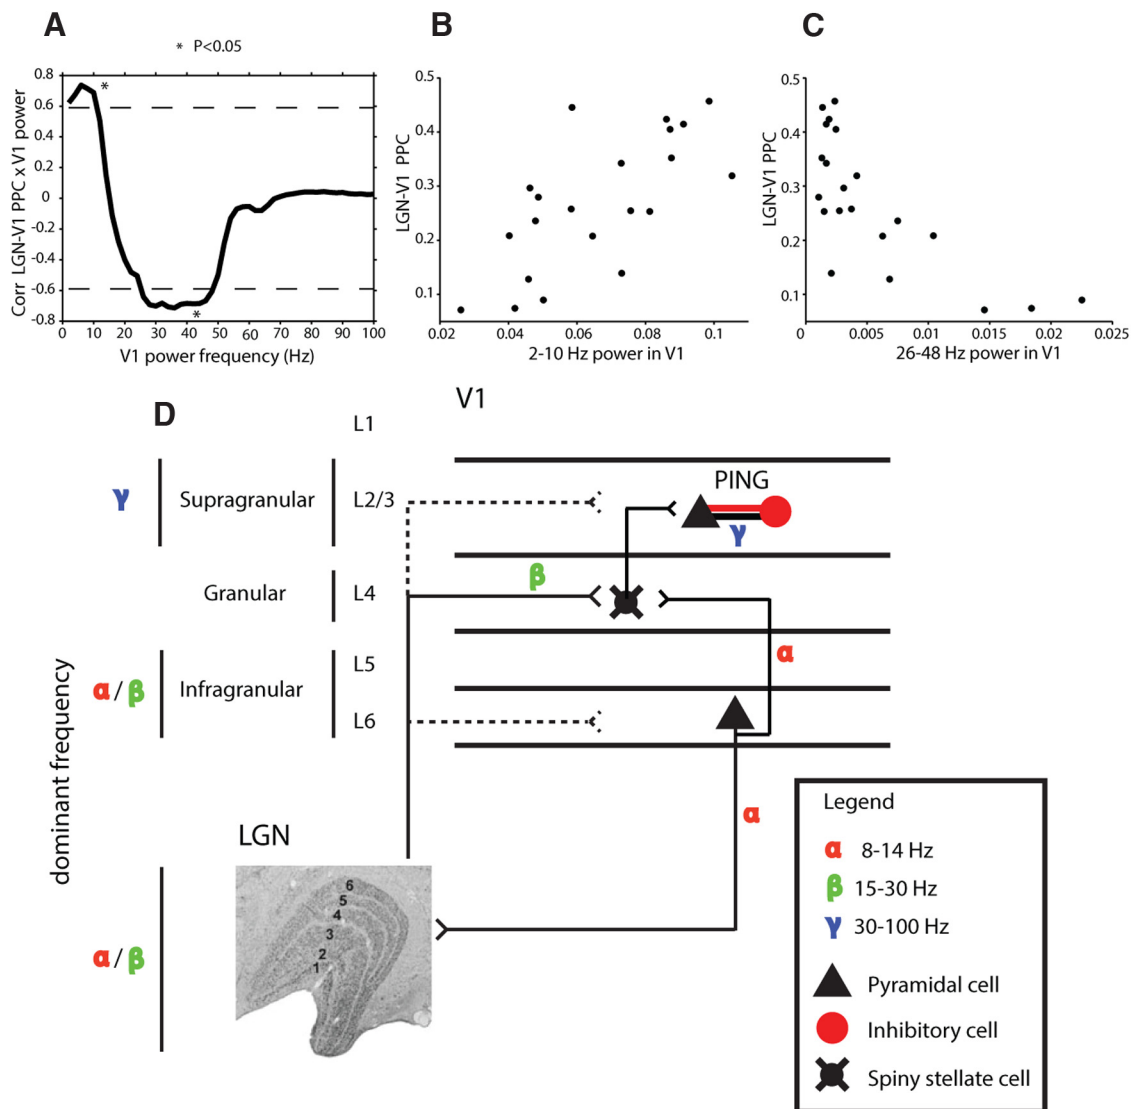 A
* P<0.05
Corr LGN-V1 PPC x V1 power
0.8
0.6
0.4
0.2
0
-0.2
-0.4
-0.6
-0.8
*
*
0 10 20 30 40 50 60 70 80 90 100
V1 power frequency (Hz)
B
LGN-V1 PPC
0.5
0.4
0.3
0.2
0.1
0.02 0.04 0.06 0.08 0.1
2-10 Hz power in V1
C
LGN-V1 PPC
0.5
0.4
0.3
0.2
0.1
0 0.005 0.010 0.015 0.02 0.025
26-48 Hz power in V1
D
V1
L1
γ Supragranular L2/3
PING
γ
Granular L4
β
α
α / β Infragranular
L5
L6
dominant frequency
α
LGN
α / β
6
5
4
3
2
1
Legend
α 8-14 Hz
β 15-30 Hz
γ 30-100 Hz
Pyramidal cell
Inhibitory cell
Spiny stellate cell